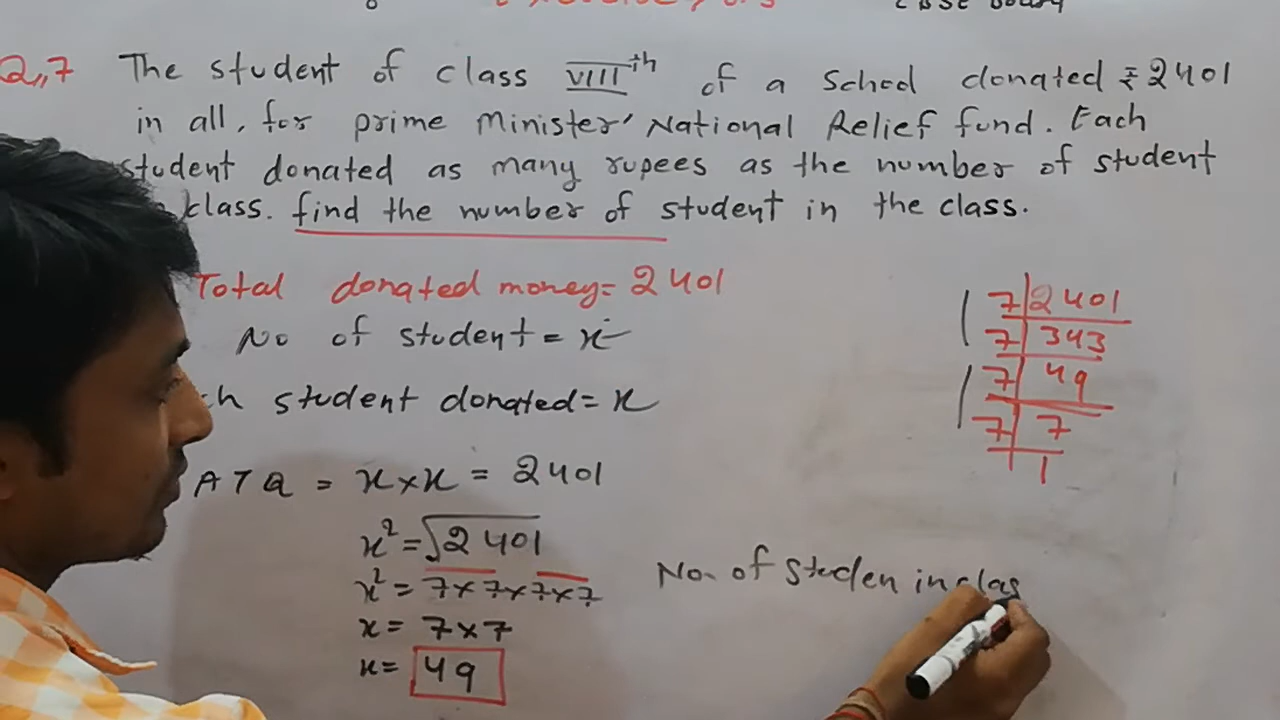 CBSE Board
Q,,7 The student of class VIIIth of a School donated ₹2401
in all, for prime Minister' National Relief fund. Each
student donated as many rupees as the number of student
class. find the number of student in the class.
Total donated money= 2401
No of student = x
student donated= x
ATQ = x×x = 2401
x² = √2401
x² = 7×7×7×7
x = 7×7
x = 49
7 2401
7 343
7 49
7 7
1
No. of Studen in clas